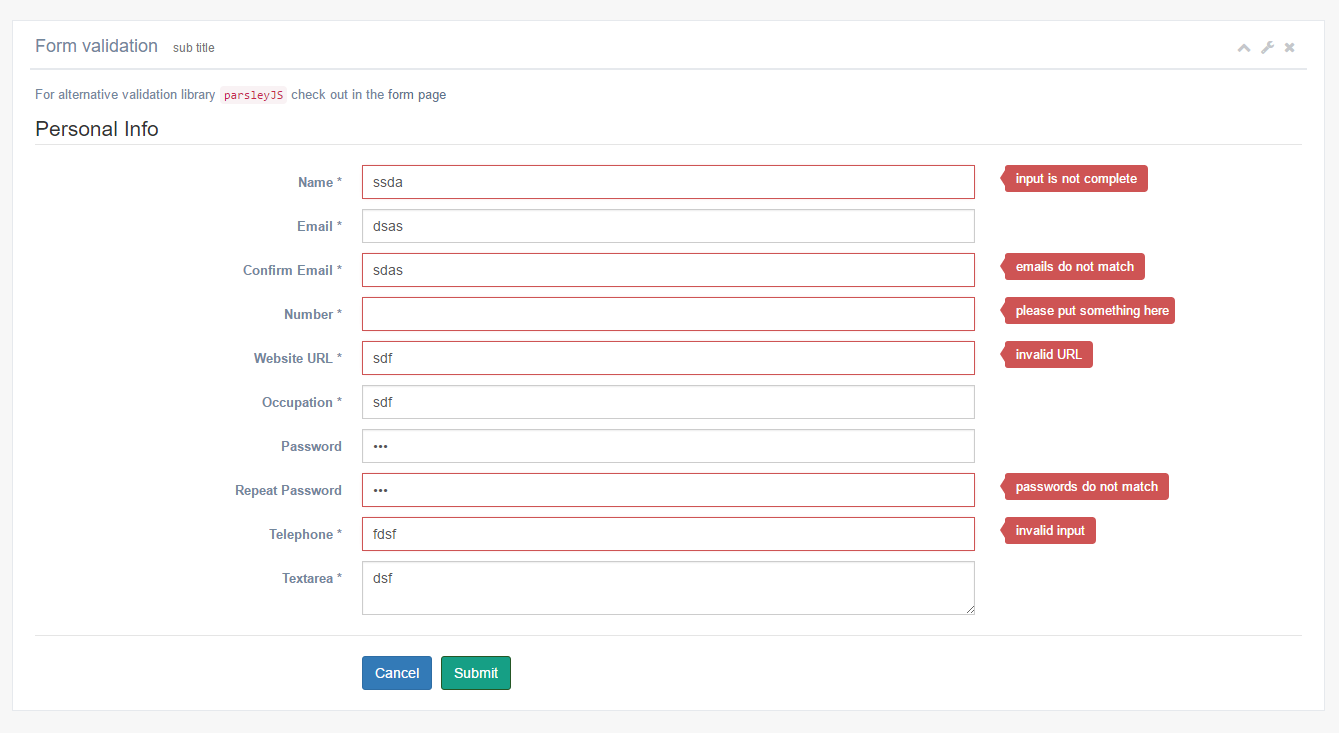 Form validation sub title
For alternative validation library parsleyJS check out in the form page
Personal Info
Name * ssda input is not complete
Email * dsas
Confirm Email * sdas emails do not match
Number * please put something here
Website URL * sdf invalid URL
Occupation * sdf
Password •••
Repeat Password ••• passwords do not match
Telephone * fdsf invalid input
Textarea * dsf
Cancel Submit